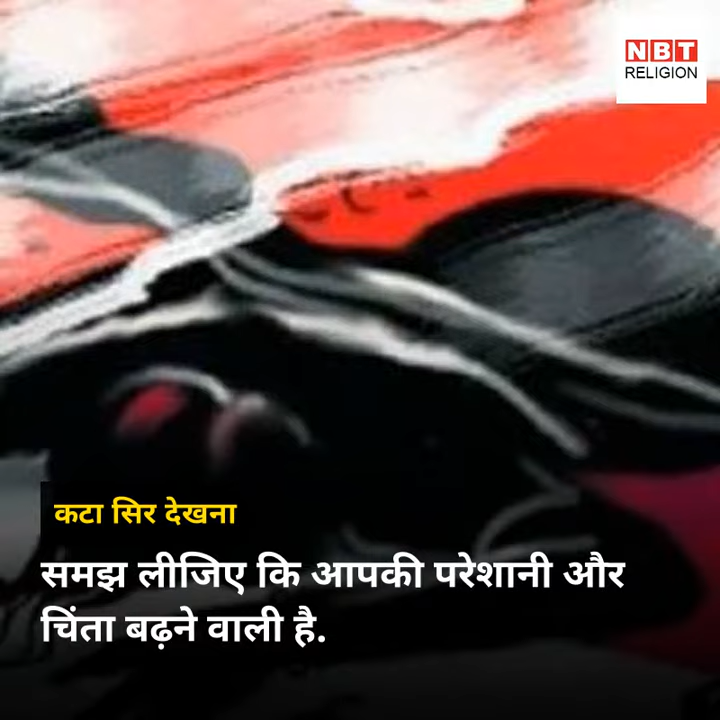 NBT
RELIGION
कटा सिर देखना
समझ लीजिए कि आपकी परेशानी और
चिंता बढ़ने वाली है.